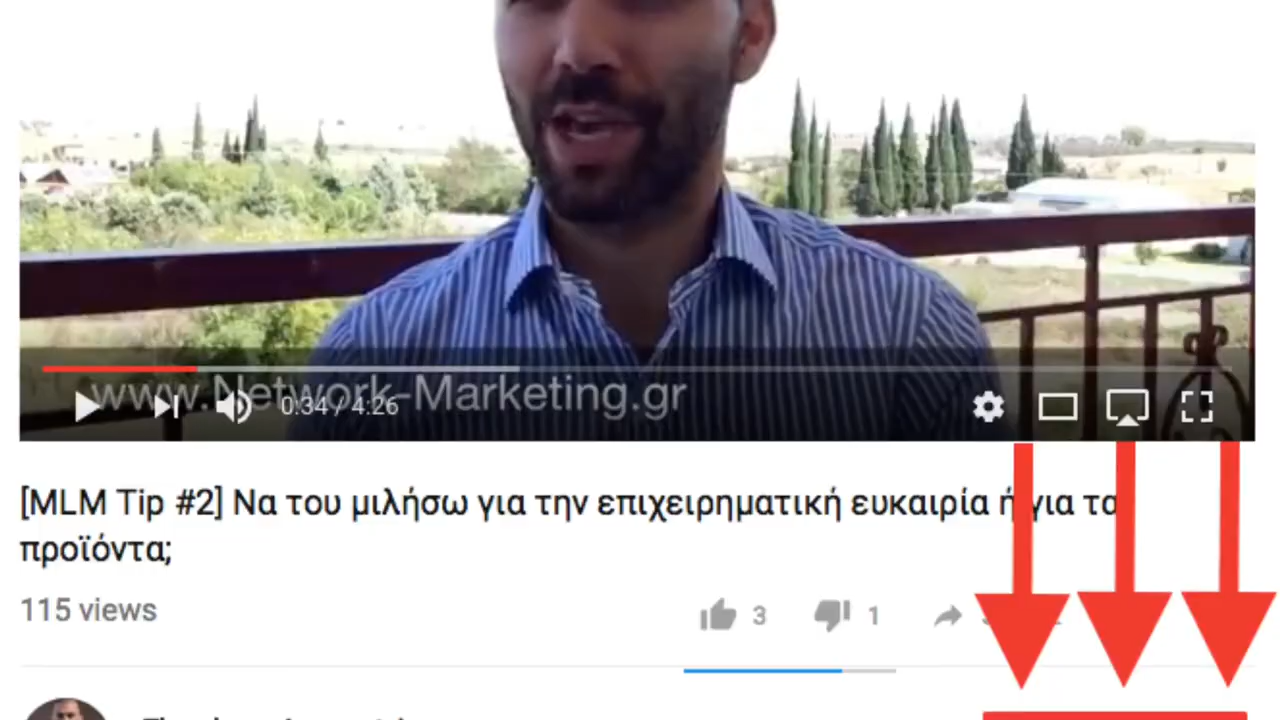 www.Network-Marketing.gr
0:34 / 4:26
[MLM Tip #2] Να του μιλήσω για την επιχειρηματική ευκαιρία ή για τα
προϊόντα;
115 views
3 1